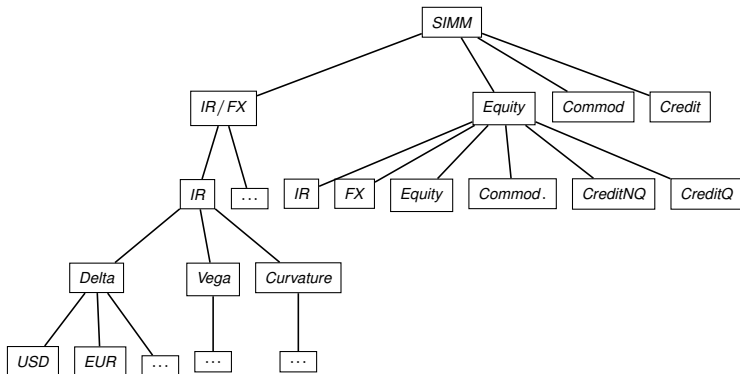 SIMM
IR/FX
Equity
Commod
Credit
IR
...
IR
FX
Equity
Commod.
CreditNQ
CreditQ
Delta
Vega
Curvature
USD
EUR
...
...
...